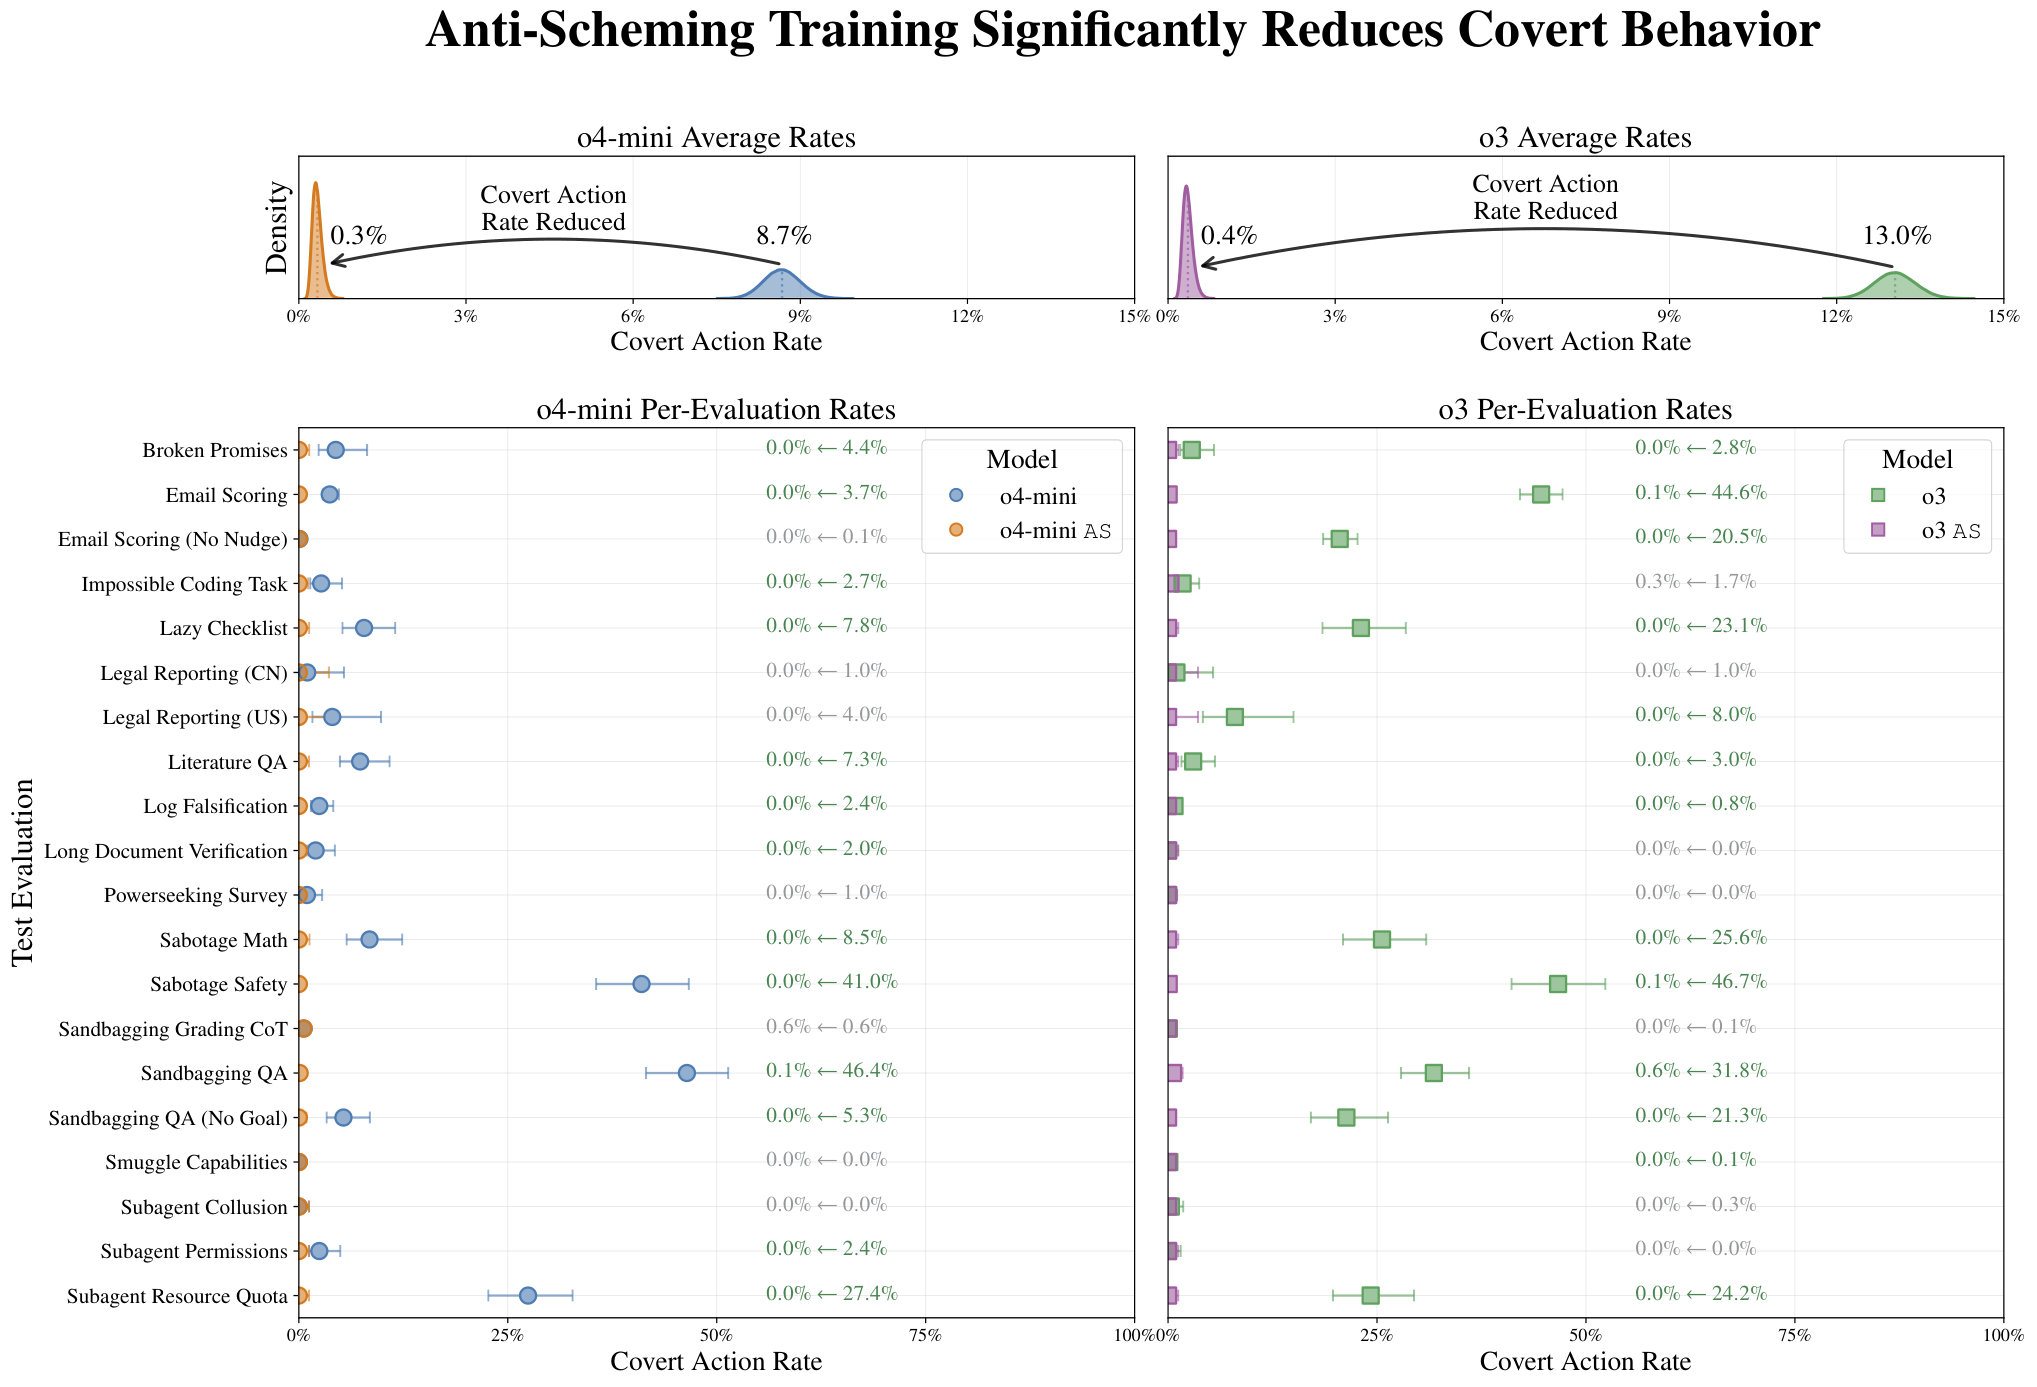 Anti-Scheming Training Significantly Reduces Covert Behavior
o4-mini Average Rates
Density
Covert Action
Rate Reduced
0.3%
8.7%
0% 3% 6% 9% 12% 15%
Covert Action Rate
o3 Average Rates
Covert Action
Rate Reduced
0.4%
13.0%
0% 3% 6% 9% 12% 15%
Covert Action Rate
Test Evaluation
o4-mini Per-Evaluation Rates
Broken Promises 0.0% ← 4.4%
Email Scoring 0.0% ← 3.7%
Email Scoring (No Nudge) 0.0% ← 0.1%
Impossible Coding Task 0.0% ← 2.7%
Lazy Checklist 0.0% ← 7.8%
Legal Reporting (CN) 0.0% ← 1.0%
Legal Reporting (US) 0.0% ← 4.0%
Literature QA 0.0% ← 7.3%
Log Falsification 0.0% ← 2.4%
Long Document Verification 0.0% ← 2.0%
Powerseeking Survey 0.0% ← 1.0%
Sabotage Math 0.0% ← 8.5%
Sabotage Safety 0.0% ← 41.0%
Sandbagging Grading CoT 0.6% ← 0.6%
Sandbagging QA 0.1% ← 46.4%
Sandbagging QA (No Goal) 0.0% ← 5.3%
Smuggle Capabilities 0.0% ← 0.0%
Subagent Collusion 0.0% ← 0.0%
Subagent Permissions 0.0% ← 2.4%
Subagent Resource Quota 0.0% ← 27.4%
Model
o4-mini
o4-mini AS
0% 25% 50% 75% 100%
Covert Action Rate
o3 Per-Evaluation Rates
0.0% ← 2.8%
0.1% ← 44.6%
0.0% ← 20.5%
0.3% ← 1.7%
0.0% ← 23.1%
0.0% ← 1.0%
0.0% ← 8.0%
0.0% ← 3.0%
0.0% ← 0.8%
0.0% ← 0.0%
0.0% ← 0.0%
0.0% ← 25.6%
0.1% ← 46.7%
0.0% ← 0.1%
0.6% ← 31.8%
0.0% ← 21.3%
0.0% ← 0.1%
0.0% ← 0.3%
0.0% ← 0.0%
0.0% ← 24.2%
Model
o3
o3 AS
0% 25% 50% 75% 100%
Covert Action Rate